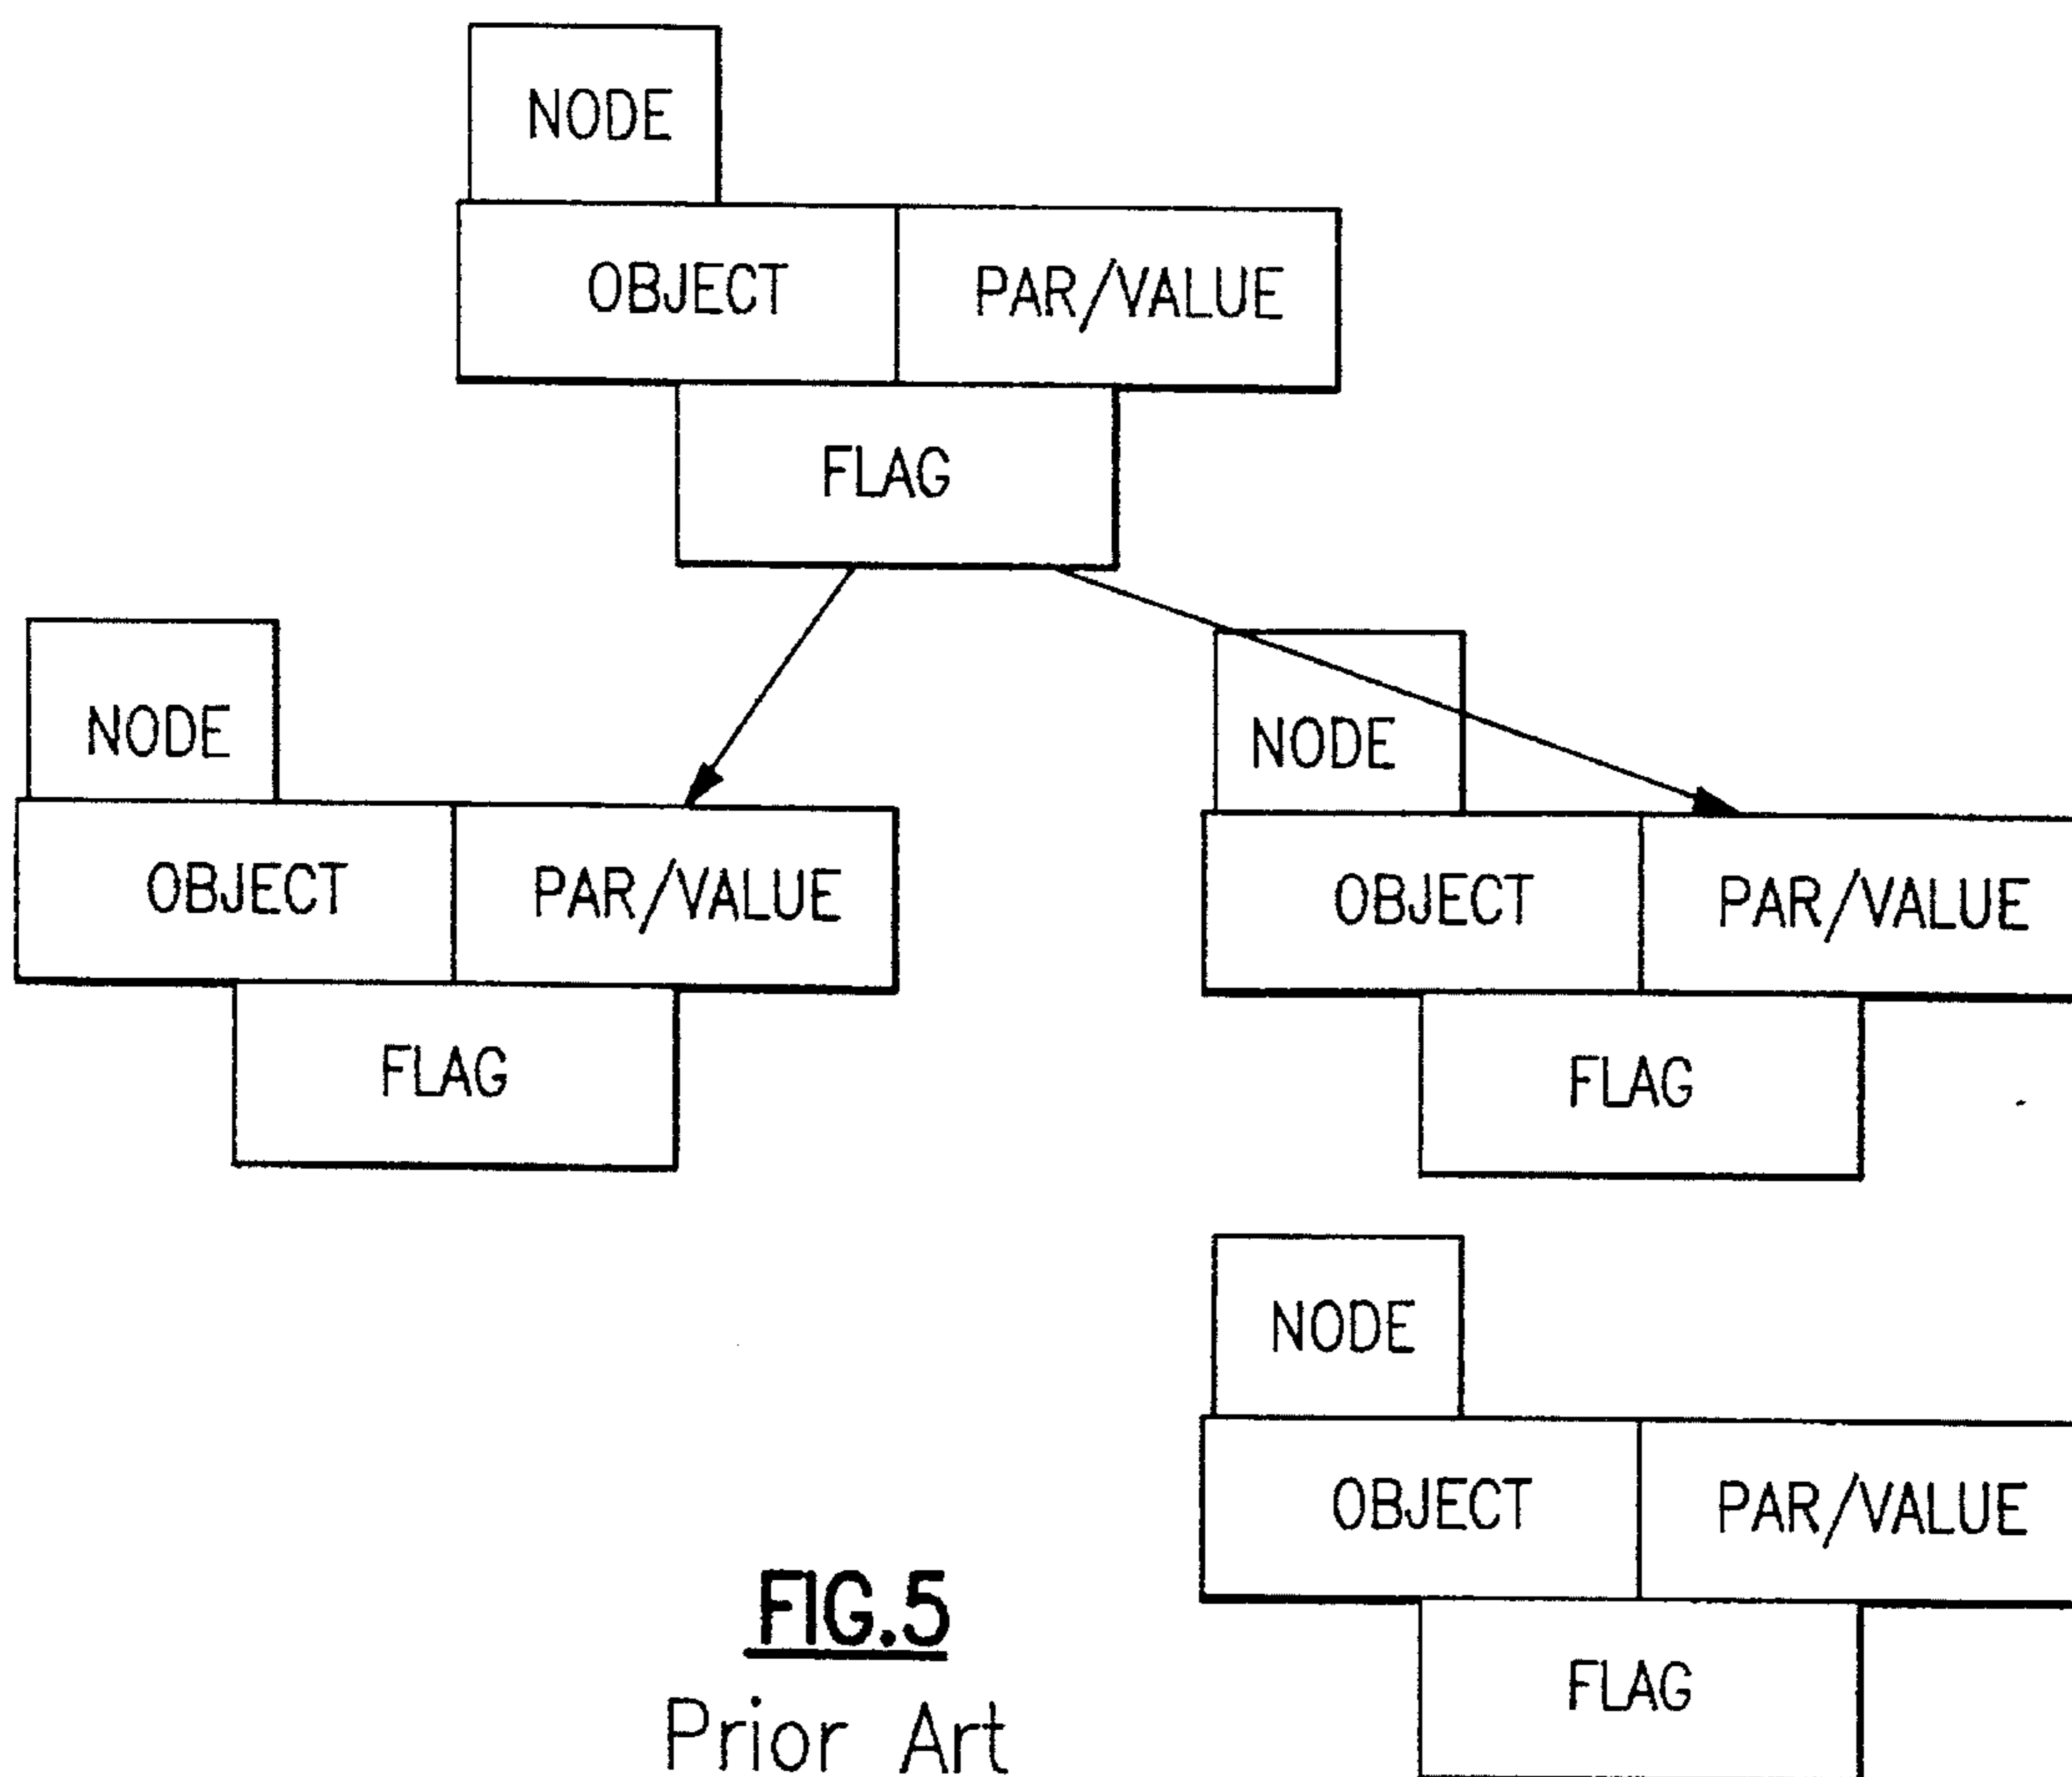 NODE
OBJECT PAR/VALUE
FLAG
NODE
OBJECT PAR/VALUE
FLAG
NODE
OBJECT PAR/VALUE
FLAG
NODE
OBJECT PAR/VALUE
FLAG
FIG.5
Prior Art